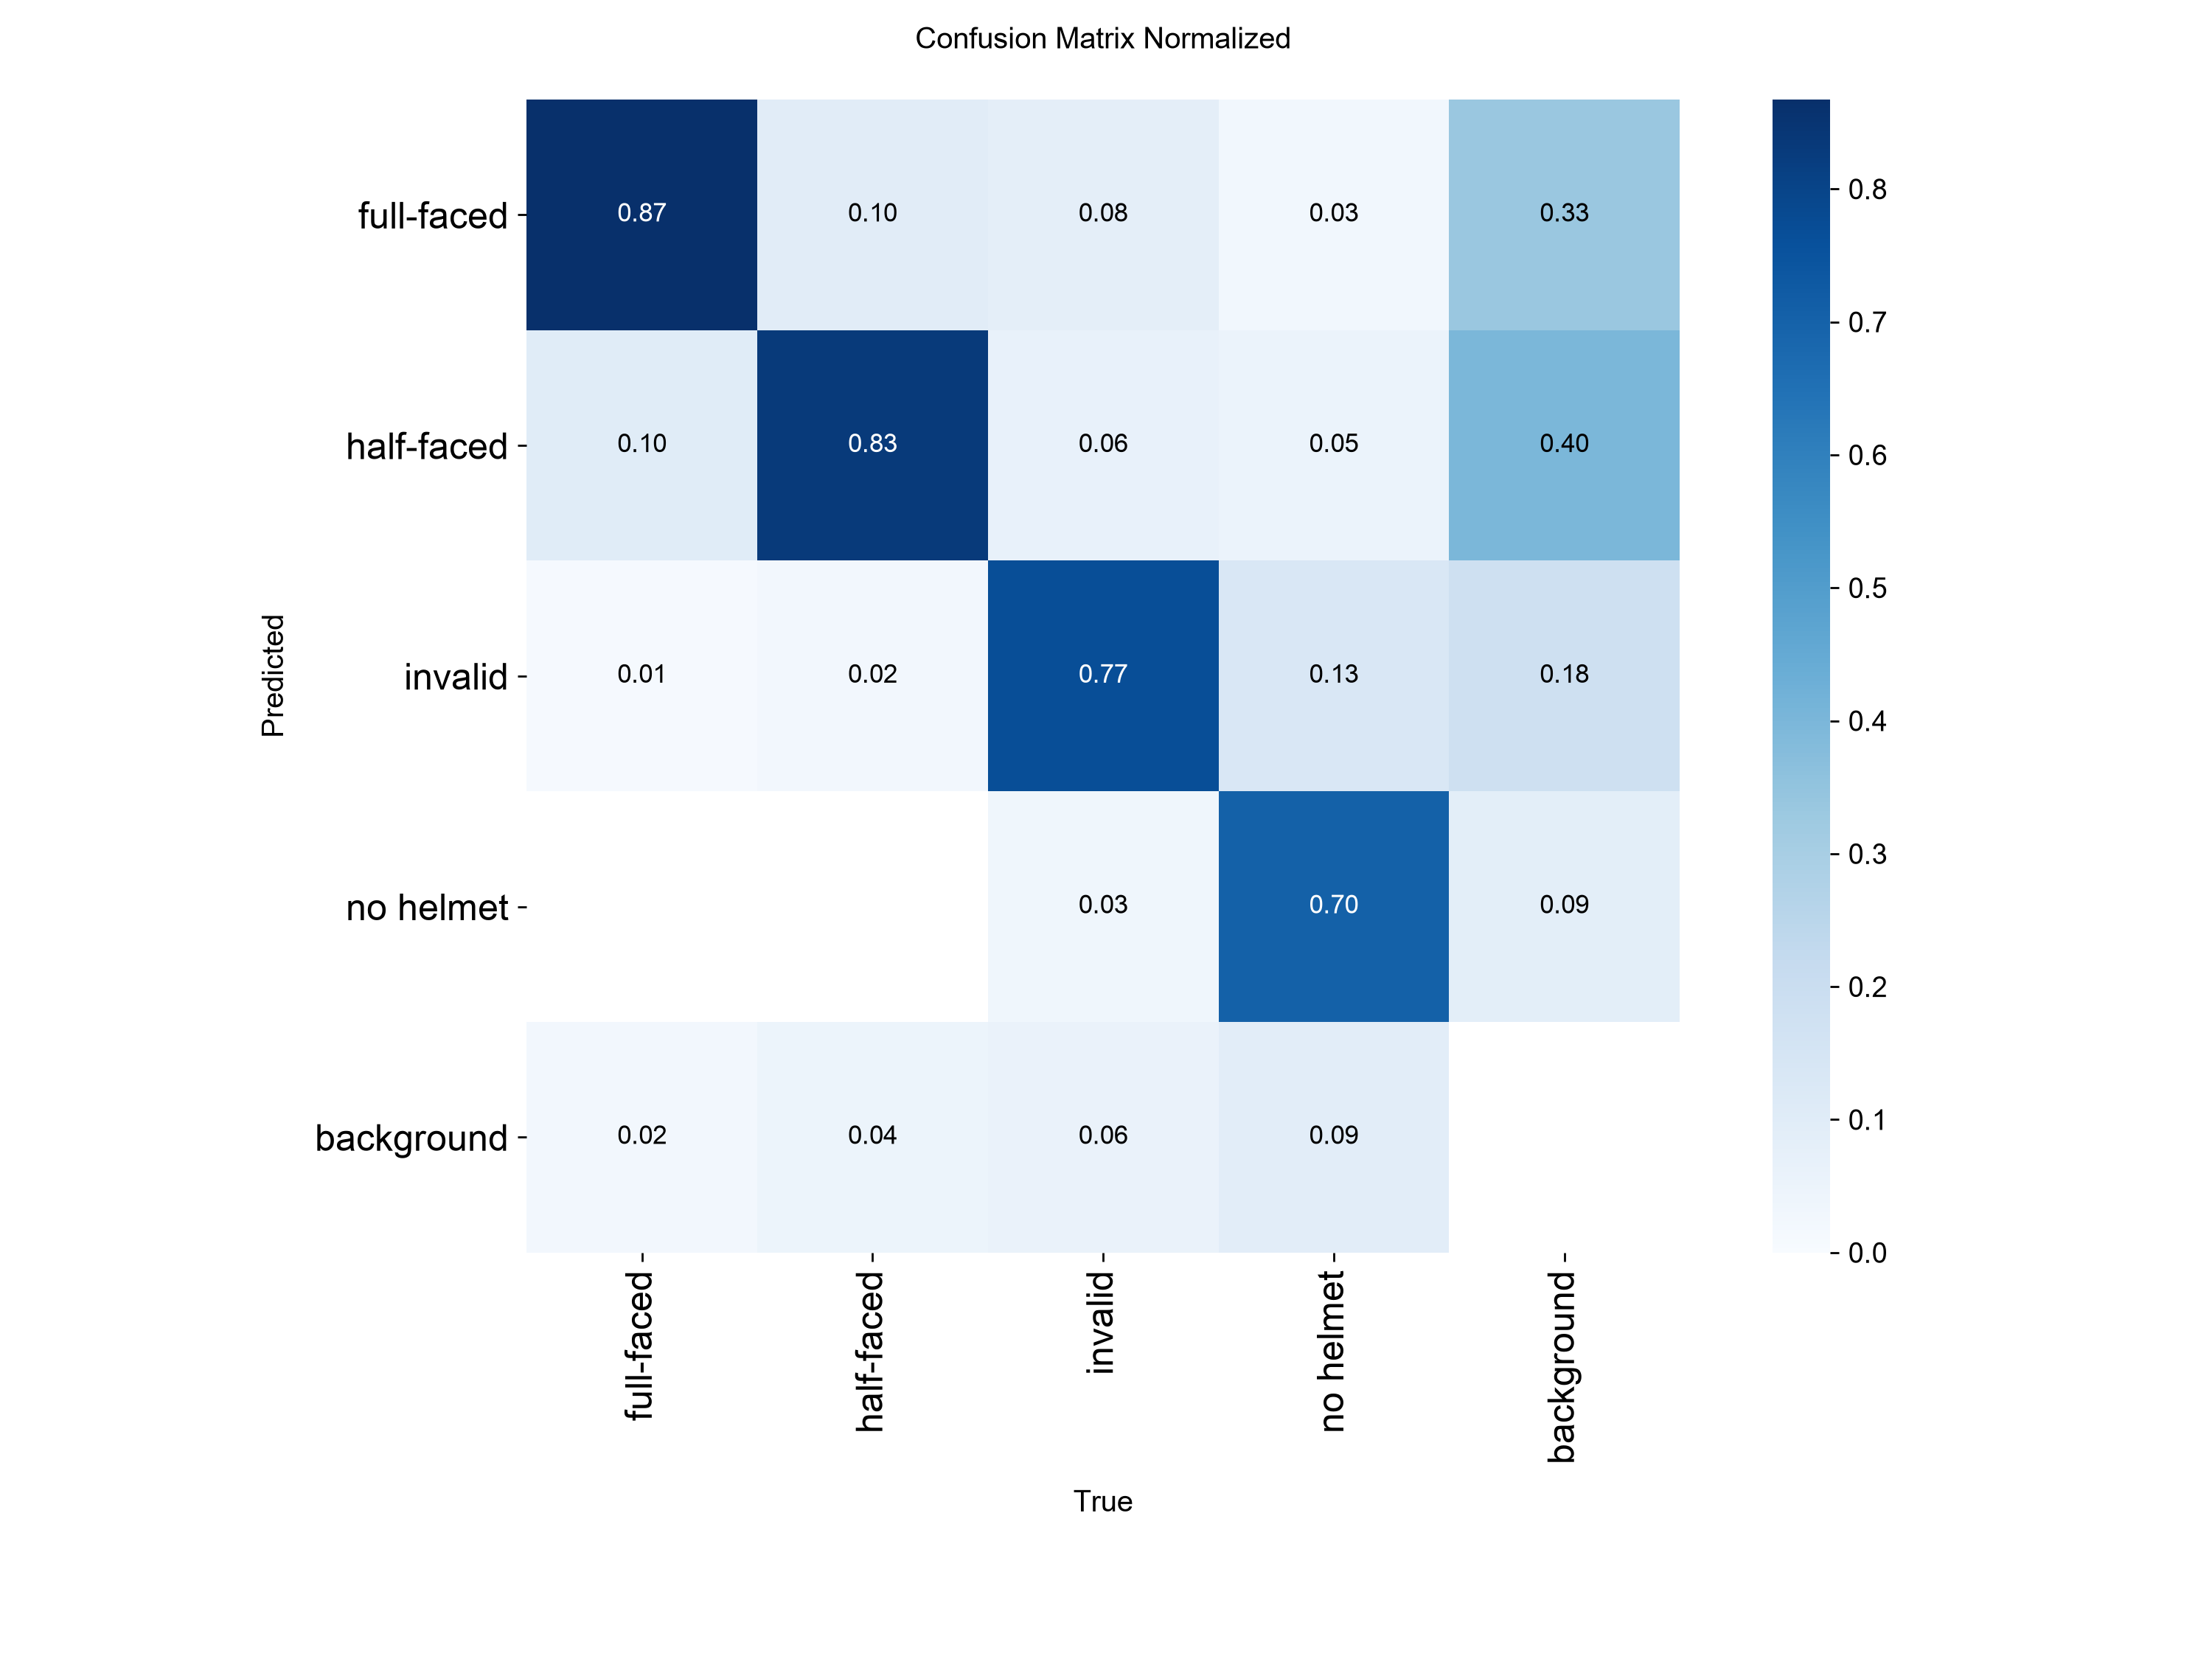 Confusion Matrix Normalized
full-faced 0.87 0.10 0.08 0.03 0.33
half-faced 0.10 0.83 0.06 0.05 0.40
invalid 0.01 0.02 0.77 0.13 0.18
no helmet 0.03 0.70 0.09
background 0.02 0.04 0.06 0.09
Predicted
full-faced
half-faced
invalid
no helmet
background
True
0.8
0.7
0.6
0.5
0.4
0.3
0.2
0.1
0.0